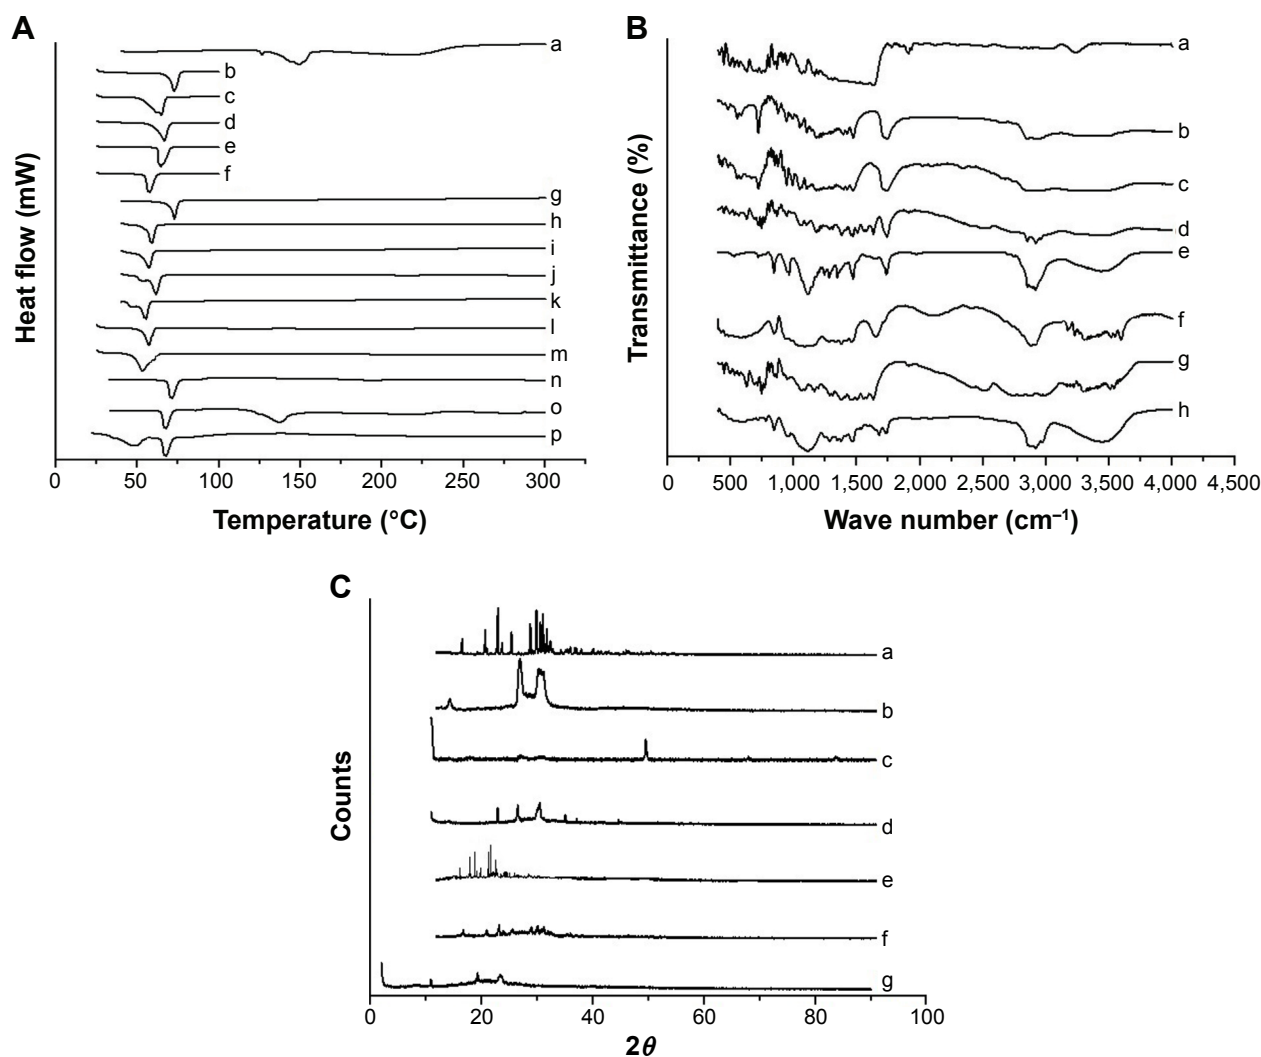 A
B
a
b
c
d
e
f
g
h
i
j
k
l
m
n
o
p
Heat flow (mW)
0 50 100 150 200 250 300
Temperature (°C)
a
b
c
d
e
f
g
h
Transmittance (%)
0 500 1,000 1,500 2,000 2,500 3,000 3,500 4,000 4,500
Wave number (cm⁻¹)
C
a
b
c
d
e
f
g
Counts
0 20 40 60 80 100
2θ